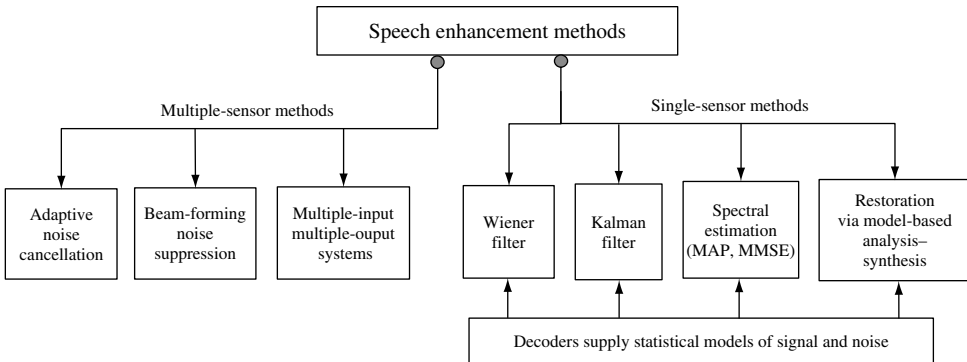 Speech enhancement methods
Multiple-sensor methods
Single-sensor methods
Adaptive
noise
cancellation
Beam-forming
noise
suppression
Multiple-input
multiple-ouput
systems
Wiener
filter
Kalman
filter
Spectral
estimation
(MAP, MMSE)
Restoration
via model-based
analysis–
synthesis
Decoders supply statistical models of signal and noise